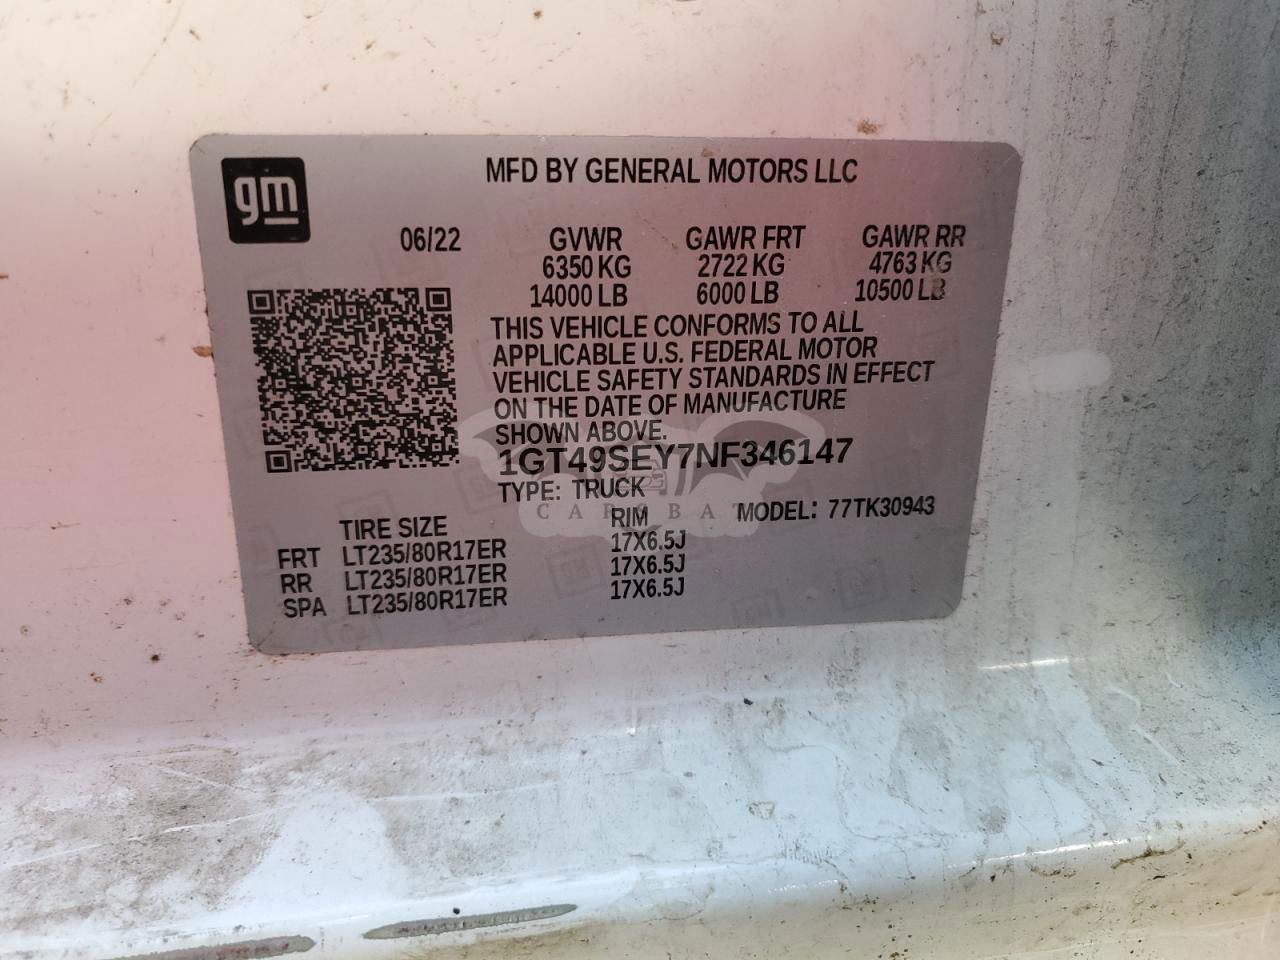 gm
MFD BY GENERAL MOTORS LLC
06/22 GVWR GAWR FRT GAWR RR
6350 KG 2722 KG 4763 KG
14000 LB 6000 LB 10500 LB
THIS VEHICLE CONFORMS TO ALL
APPLICABLE U.S. FEDERAL MOTOR
VEHICLE SAFETY STANDARDS IN EFFECT
ON THE DATE OF MANUFACTURE
SHOWN ABOVE.
1GT49SEY7NF346147
TYPE: TRUCK
CARSBAT
TIRE SIZE RIM MODEL: 77TK30943
FRT LT235/80R17ER 17X6.5J
RR LT235/80R17ER 17X6.5J
SPA LT235/80R17ER 17X6.5J